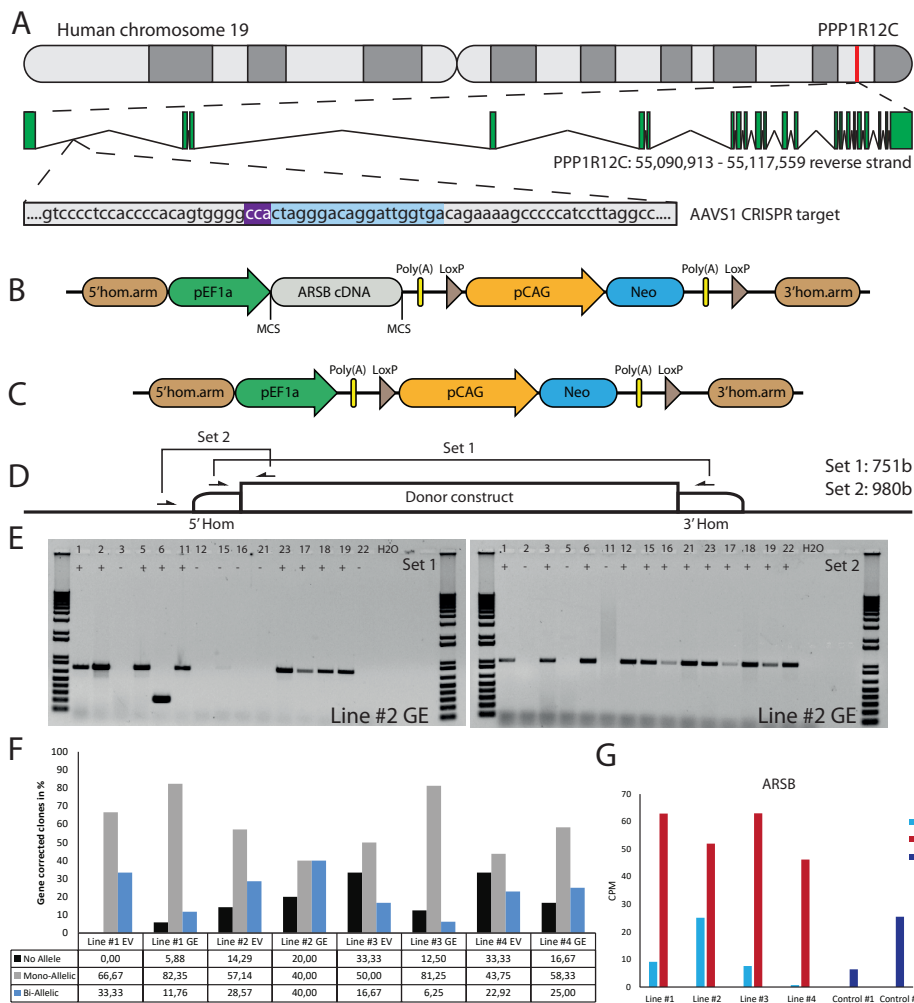 A
Human chromosome 19
PPP1R12C
PPP1R12C: 55,090,913 - 55,117,559 reverse strand
....gtcccctccaccccacagtggggccactagggacaggattggtgacagaaaagcccccatccttaggcc....
AAVS1 CRISPR target
B
5'hom.arm
pEF1a
ARSB cDNA
Poly(A)
LoxP
pCAG
Neo
Poly(A)
LoxP
3'hom.arm
MCS
MCS
C
5'hom.arm
pEF1a
Poly(A)
LoxP
pCAG
Neo
Poly(A)
LoxP
3'hom.arm
D
Set 2
Set 1
Set 1: 751b
Set 2: 980b
Donor construct
5' Hom
3' Hom
E
1 2 3 5 6 11 12 15 16 21 23 17 18 19 22 H2O
Set 1
+ + - + + + - - - - + + + + -
Line #2 GE
1 2 3 5 6 11 12 15 16 21 23 17 18 19 22 H2O
Set 2
+ - + - + - + + + + + + + + +
Line #2 GE
F
Gene corrected clones in %
100
90
80
70
60
50
40
30
20
10
0
Line #1 EV Line #1 GE Line #2 EV Line #2 GE Line #3 EV Line #3 GE Line #4 EV Line #4 GE
No Allele 0,00 5,88 14,29 20,00 33,33 12,50 33,33 16,67
Mono-Allelic 66,67 82,35 57,14 40,00 50,00 81,25 43,75 58,33
Bi-Allelic 33,33 11,76 28,57 40,00 16,67 6,25 22,92 25,00
G
ARSB
CPM
70
60
50
40
30
20
10
0
Line #1 Line #2 Line #3 Line #4 Control #1